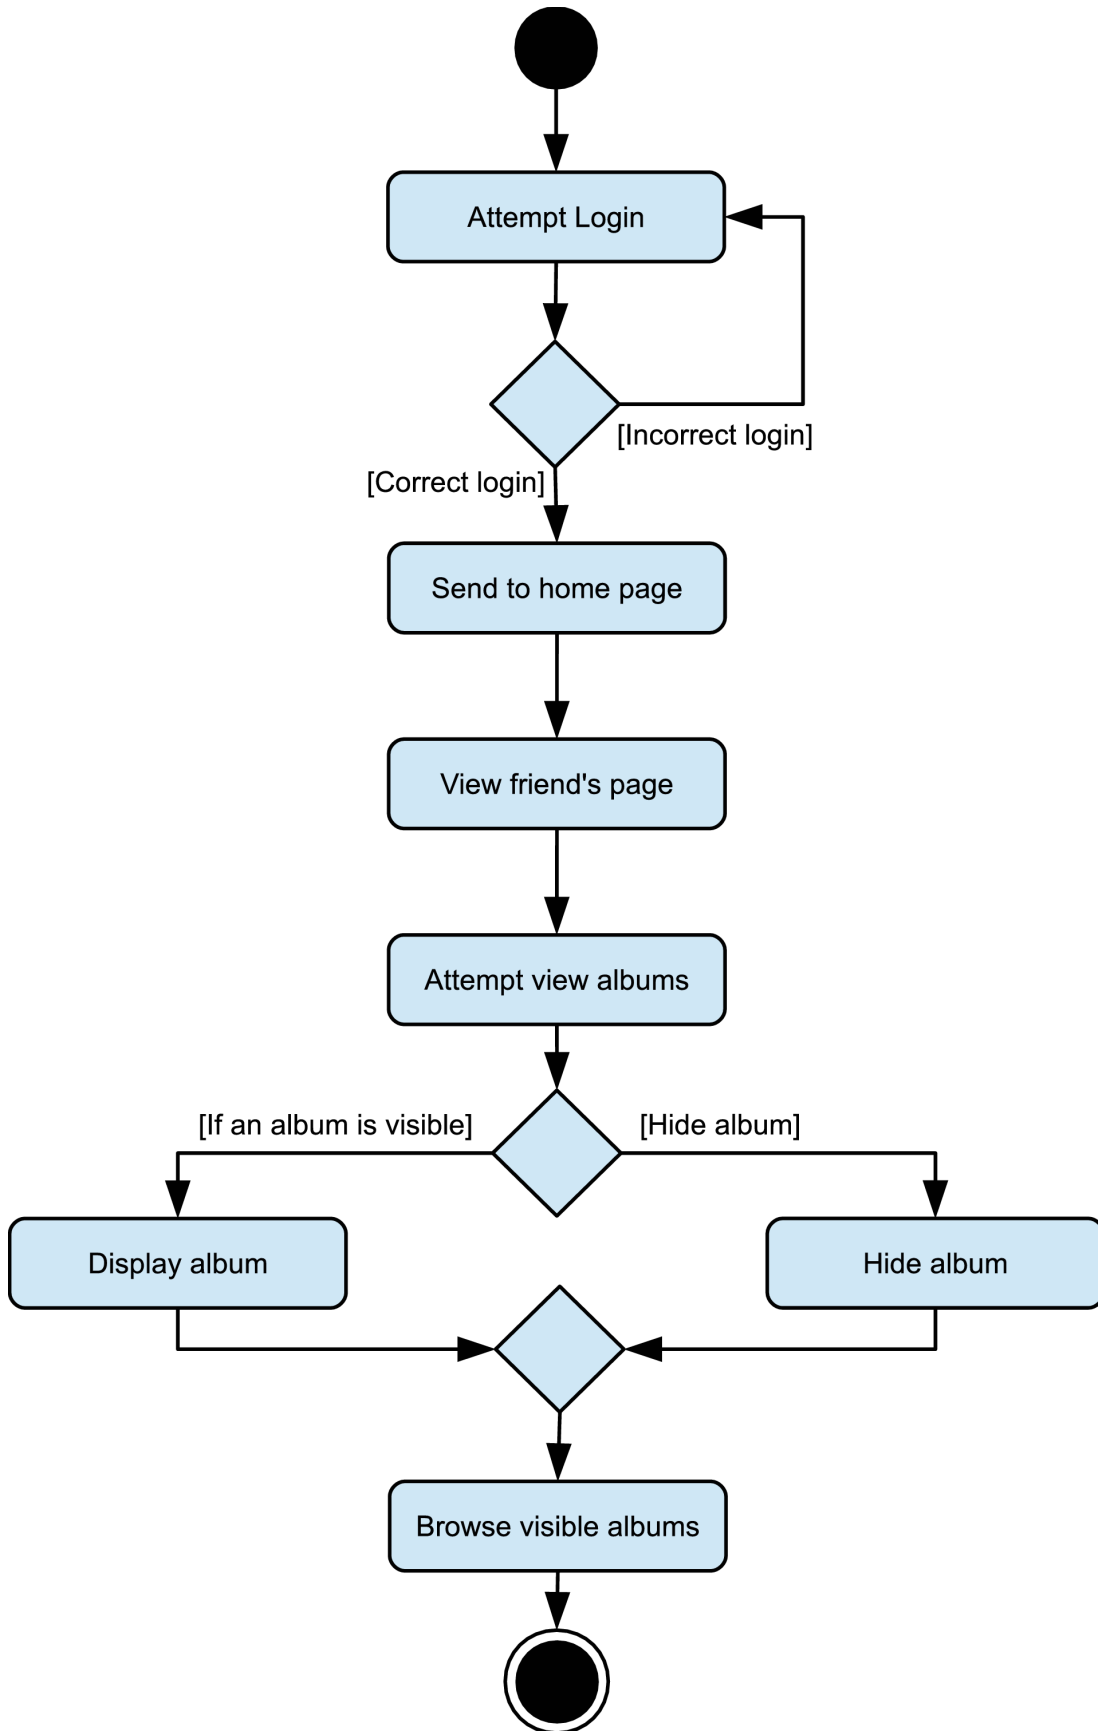 Attempt Login
[Incorrect login]
[Correct login]
Send to home page
View friend's page
Attempt view albums
[If an album is visible]
[Hide album]
Display album
Hide album
Browse visible albums